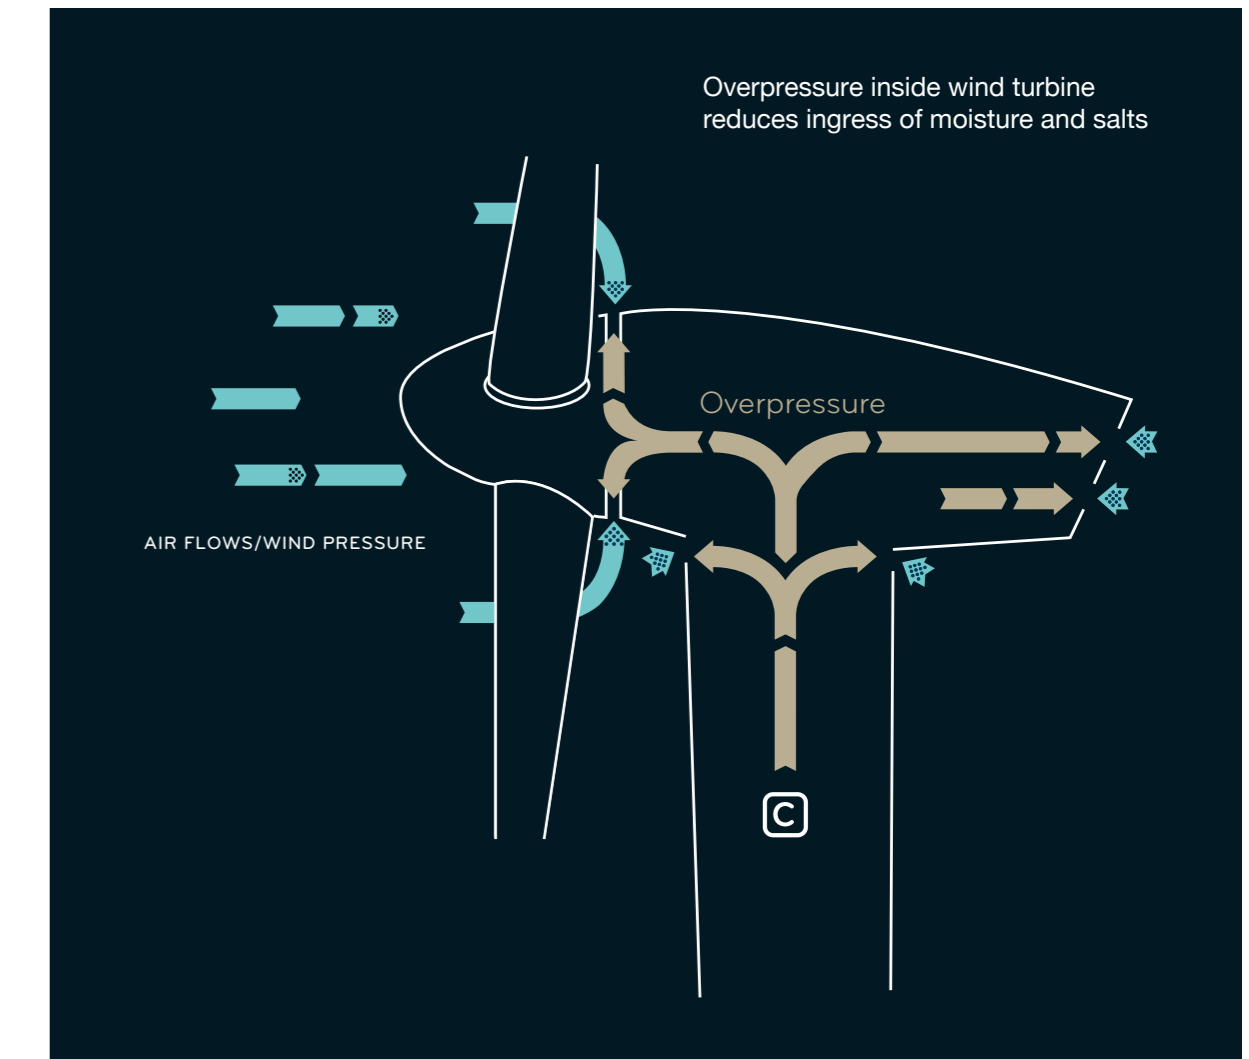 Overpressure inside wind turbine
reduces ingress of moisture and salts
Overpressure
AIR FLOWS/WIND PRESSURE
C